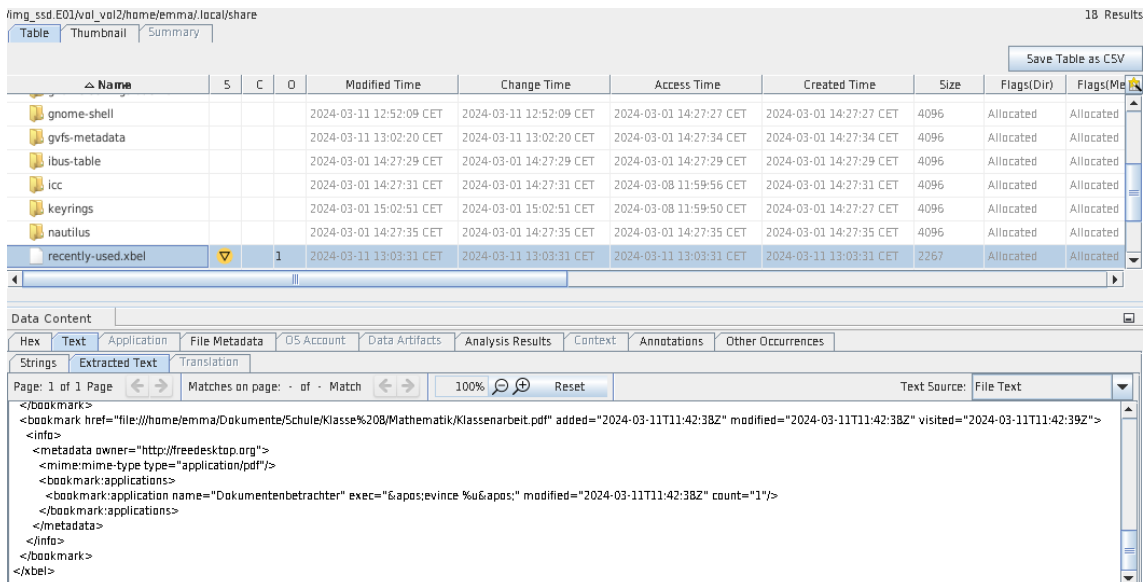 /img_ssd.E01/vol_vol2/home/emma/.local/share 18 Results
Table Thumbnail Summary
Save Table as CSV
△ Name S C O Modified Time Change Time Access Time Created Time Size Flags(Dir) Flags(Me
gnome-shell 2024-03-11 12:52:09 CET 2024-03-11 12:52:09 CET 2024-03-01 14:27:27 CET 2024-03-01 14:27:27 CET 4096 Allocated Allocated
gvfs-metadata 2024-03-11 13:02:20 CET 2024-03-11 13:02:20 CET 2024-03-01 14:27:34 CET 2024-03-01 14:27:34 CET 4096 Allocated Allocated
ibus-table 2024-03-01 14:27:29 CET 2024-03-01 14:27:29 CET 2024-03-01 14:27:29 CET 2024-03-01 14:27:29 CET 4096 Allocated Allocated
icc 2024-03-01 14:27:31 CET 2024-03-01 14:27:31 CET 2024-03-08 11:59:56 CET 2024-03-01 14:27:31 CET 4096 Allocated Allocated
keyrings 2024-03-01 15:02:51 CET 2024-03-01 15:02:51 CET 2024-03-08 11:59:50 CET 2024-03-01 14:27:27 CET 4096 Allocated Allocated
nautilus 2024-03-01 14:27:35 CET 2024-03-01 14:27:35 CET 2024-03-01 14:27:35 CET 2024-03-01 14:27:35 CET 4096 Allocated Allocated
recently-used.xbel 1 2024-03-11 13:03:31 CET 2024-03-11 13:03:31 CET 2024-03-11 13:03:31 CET 2024-03-11 13:03:31 CET 2267 Allocated Allocated
Data Content
Hex Text Application File Metadata OS Account Data Artifacts Analysis Results Context Annotations Other Occurrences
Strings Extracted Text Translation
Page: 1 of 1 Page Matches on page: - of - Match 100% Reset Text Source: File Text
</bookmark>
<bookmark href="file:///home/emma/Dokumente/Schule/Klasse%208/Mathematik/Klassenarbeit.pdf" added="2024-03-11T11:42:38Z" modified="2024-03-11T11:42:38Z" visited="2024-03-11T11:42:39Z">
<info>
<metadata owner="http://freedesktop.org">
<mime:mime-type type="application/pdf"/>
<bookmark:applications>
<bookmark:application name="Dokumentenbetrachter" exec="&apos;evince %u&apos;" modified="2024-03-11T11:42:38Z" count="1"/>
</bookmark:applications>
</metadata>
</info>
</bookmark>
</xbel>